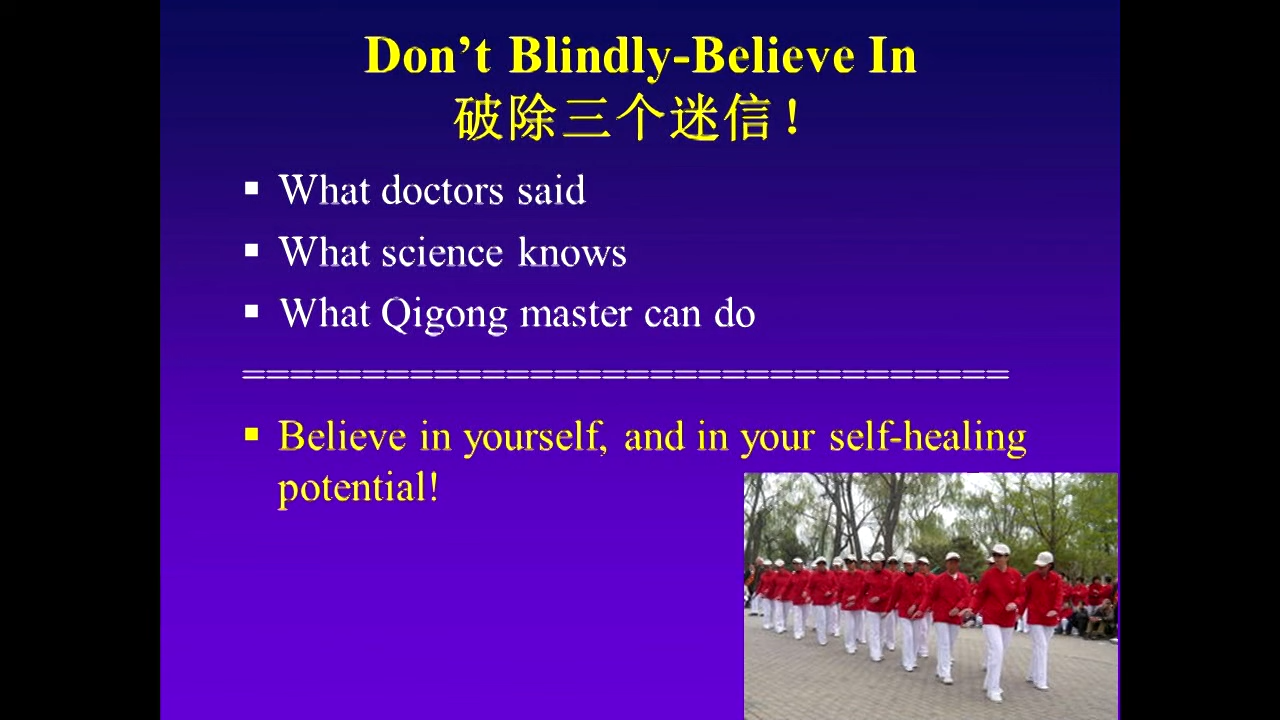 Don't Blindly-Believe In
破除三个迷信！
What doctors said
What science knows
What Qigong master can do
================================
Believe in yourself, and in your self-healing
potential!